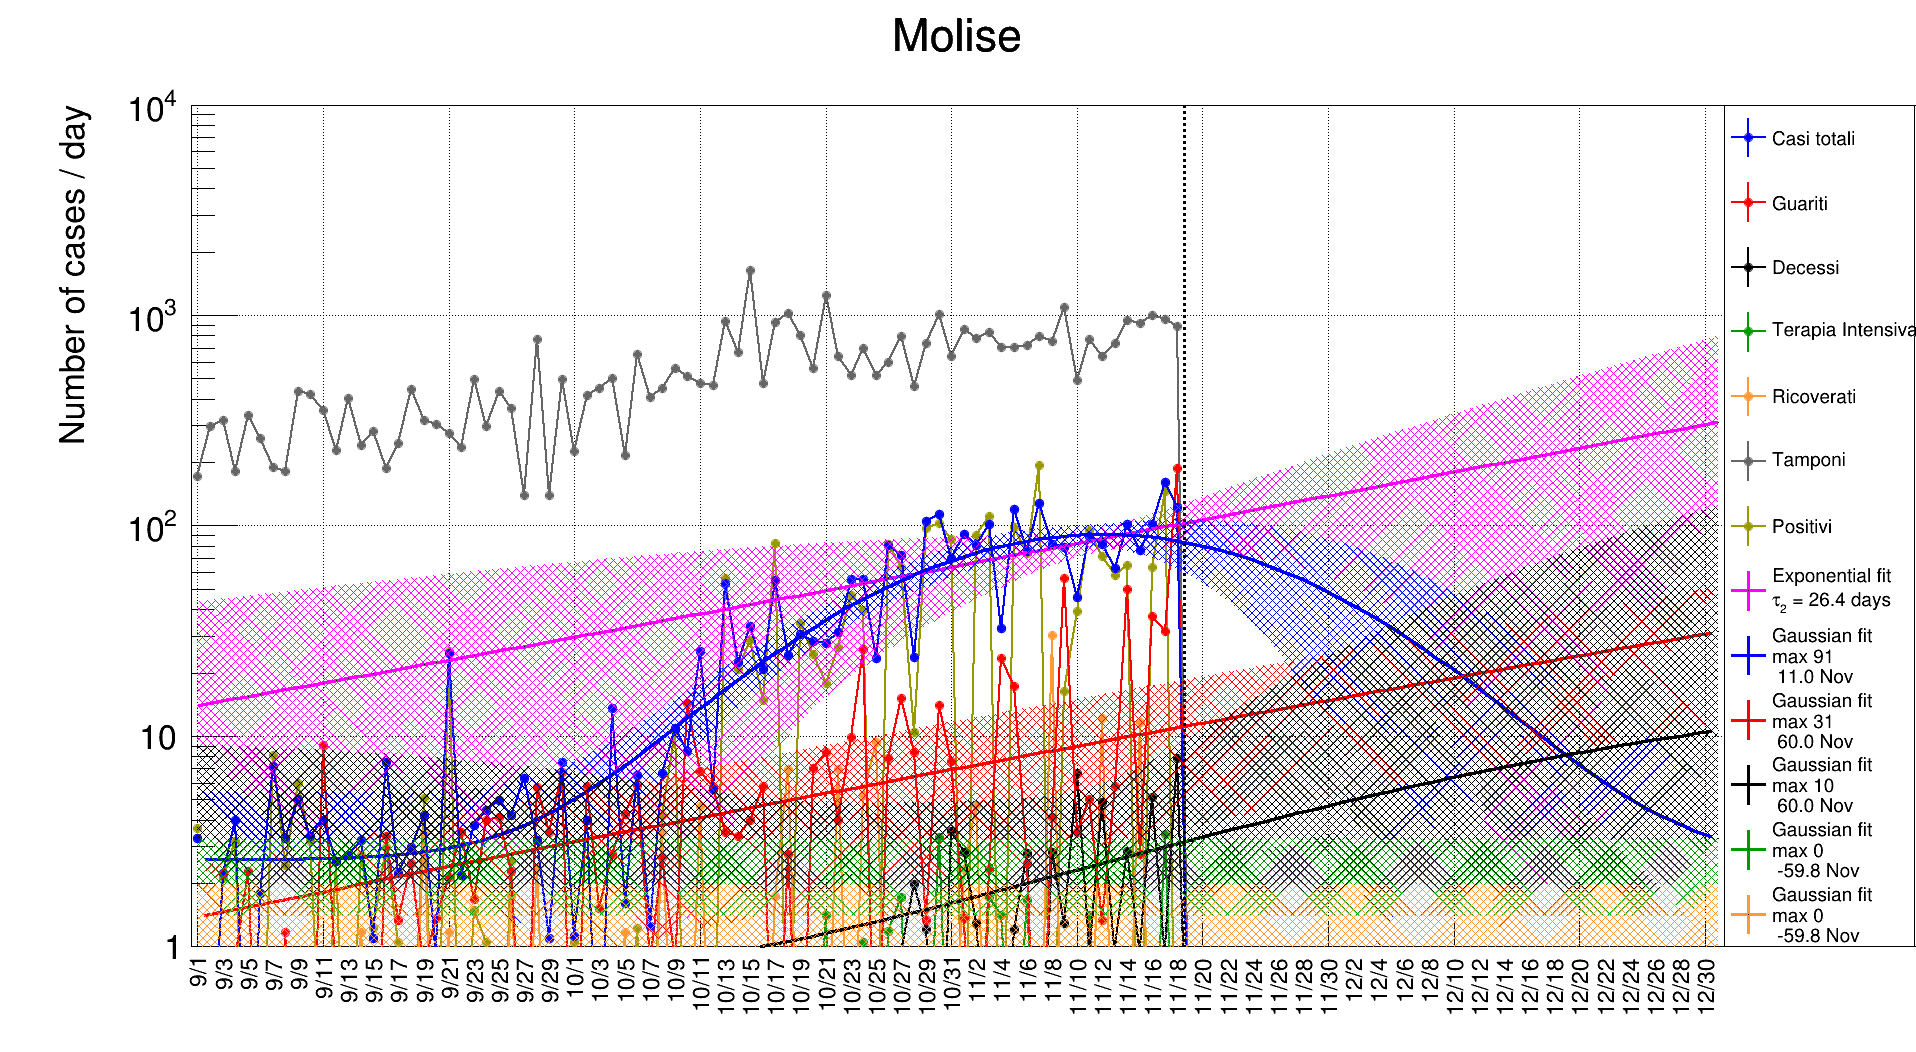 Molise
Number of cases / day
10^4
10^3
10^2
10
1
9/1 9/3 9/5 9/7 9/9 9/11 9/13 9/15 9/17 9/19 9/21 9/23 9/25 9/27 9/29 10/1 10/3 10/5 10/7 10/9 10/11 10/13 10/15 10/17 10/19 10/21 10/23 10/25 10/27 10/29 10/31 11/2 11/4 11/6 11/8 11/10 11/12 11/14 11/16 11/18 11/20 11/22 11/24 11/26 11/28 11/30 12/2 12/4 12/6 12/8 12/10 12/12 12/14 12/16 12/18 12/20 12/22 12/24 12/26 12/28 12/30
Casi totali
Guariti
Decessi
Terapia Intensiva
Ricoverati
Tamponi
Positivi
Exponential fit
τ₂ = 26.4 days
Gaussian fit
max 91
11.0 Nov
Gaussian fit
max 31
60.0 Nov
Gaussian fit
max 10
60.0 Nov
Gaussian fit
max 0
-59.8 Nov
Gaussian fit
max 0
-59.8 Nov